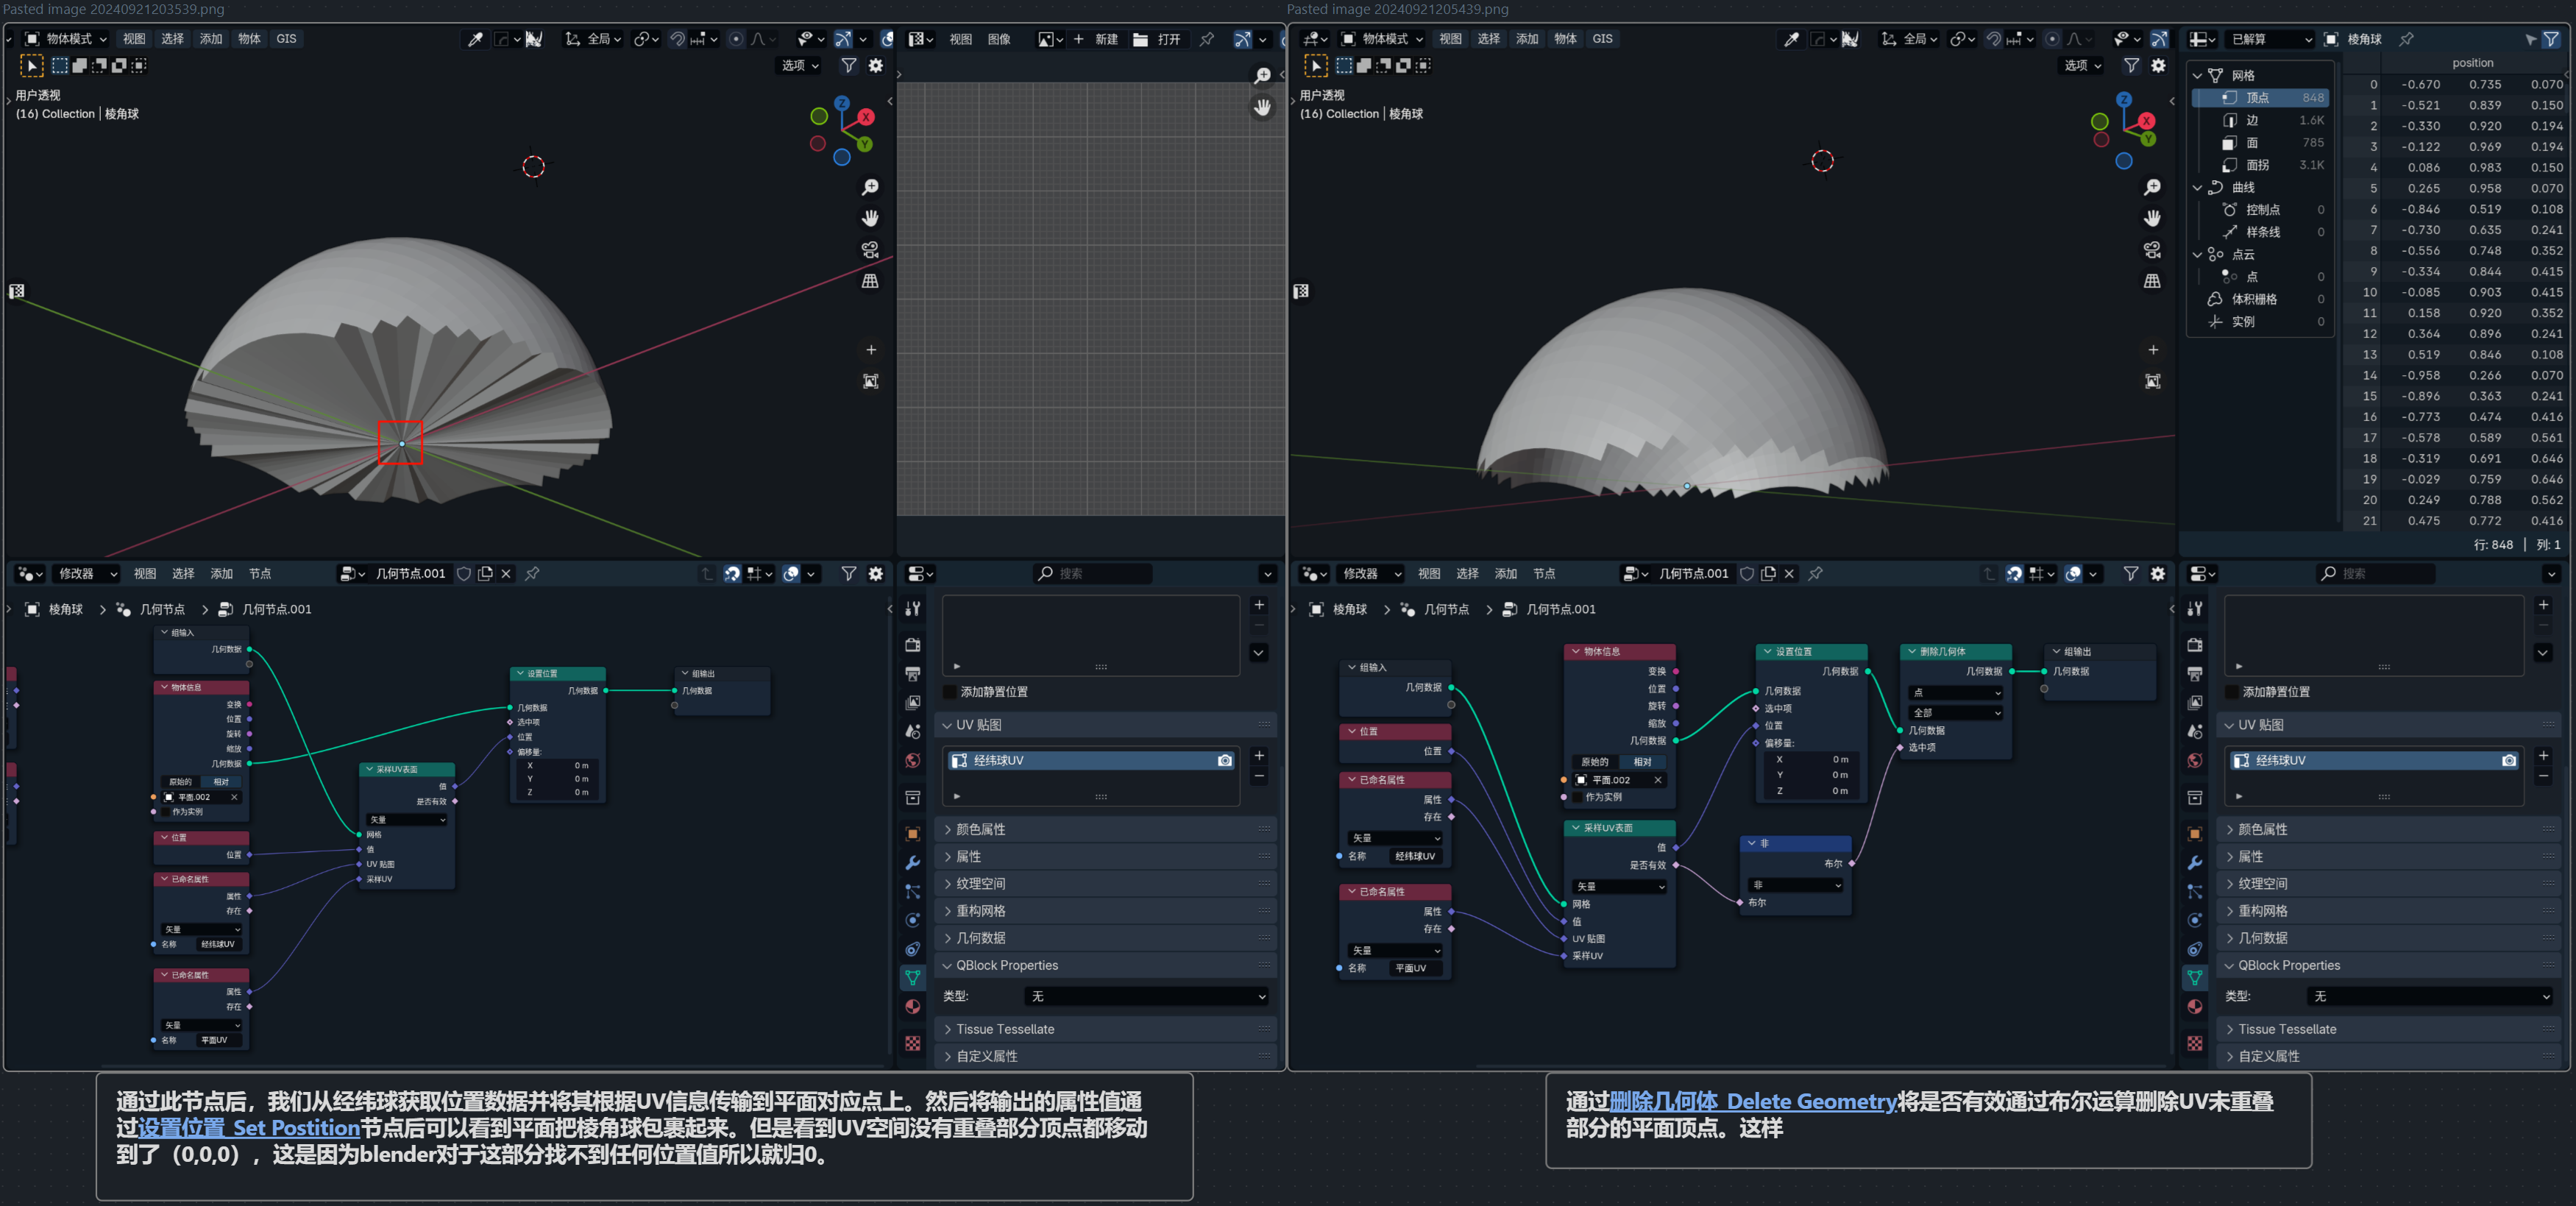 Pasted image 20240921203539.png
物体模式 视图 选择 添加 物体 GIS 全局
选项
用户透视
(16) Collection | 棱角球
Z
X
Y
视图 图像 新建 打开
修改器 视图 选择 添加 节点 几何节点.001
棱角球 几何节点 几何节点.001
组输入
几何数据
物体信息
变换
位置
旋转
缩放
几何数据
原始的 相对
平面.002
作为实例
位置
位置
已命名属性
属性
存在
矢量
名称 经纬球UV
已命名属性
属性
存在
矢量
名称 平面UV
采样UV表面
值
是否有效
矢量
网格
值
UV 贴图
采样UV
设置位置
几何数据
几何数据
选中项
位置
偏移量:
X 0 m
Y 0 m
Z 0 m
组输出
几何数据
搜索
添加静置位置
UV 贴图
经纬球UV
颜色属性
属性
纹理空间
重构网格
几何数据
QBlock Properties
类型: 无
Tissue Tessellate
自定义属性
通过此节点后，我们从经纬球获取位置数据并将其根据UV信息传输到平面对应点上。然后将输出的属性值通
过设置位置 Set Postition节点后可以看到平面把棱角球包裹起来。但是看到UV空间没有重叠部分顶点都移动
到了（0,0,0），这是因为blender对于这部分找不到任何位置值所以就归0。
Pasted image 20240921205439.png
物体模式 视图 选择 添加 物体 GIS 全局
选项
用户透视
(16) Collection | 棱角球
Z
X
Y
已解算 棱角球
网格
顶点 848
边 1.6K
面 785
面拐 3.1K
曲线
控制点 0
样条线 0
点云
点 0
体积栅格 0
实例 0
position
0 -0.670 0.735 0.070
1 -0.521 0.839 0.150
2 -0.330 0.920 0.194
3 -0.122 0.969 0.194
4 0.086 0.983 0.150
5 0.265 0.958 0.070
6 -0.846 0.519 0.108
7 -0.730 0.635 0.241
8 -0.556 0.748 0.352
9 -0.334 0.844 0.415
10 -0.085 0.903 0.415
11 0.158 0.920 0.352
12 0.364 0.896 0.241
13 0.519 0.846 0.108
14 -0.958 0.266 0.070
15 -0.896 0.363 0.241
16 -0.773 0.474 0.416
17 -0.578 0.589 0.561
18 -0.319 0.691 0.646
19 -0.029 0.759 0.646
20 0.249 0.788 0.562
21 0.475 0.772 0.416
行: 848 | 列: 1
修改器 视图 选择 添加 节点 几何节点.001
棱角球 几何节点 几何节点.001
组输入
几何数据
位置
位置
已命名属性
属性
存在
矢量
名称 经纬球UV
已命名属性
属性
存在
矢量
名称 平面UV
物体信息
变换
位置
旋转
缩放
几何数据
原始的 相对
平面.002
作为实例
采样UV表面
值
是否有效
矢量
网格
值
UV 贴图
采样UV
设置位置
几何数据
几何数据
选中项
位置
偏移量:
X 0 m
Y 0 m
Z 0 m
非
布尔
非
布尔
删除几何体
几何数据
点
全部
几何数据
选中项
组输出
几何数据
搜索
添加静置位置
UV 贴图
经纬球UV
颜色属性
属性
纹理空间
重构网格
几何数据
QBlock Properties
类型: 无
Tissue Tessellate
自定义属性
通过删除几何体 Delete Geometry将是否有效通过布尔运算删除UV未重叠
部分的平面顶点。这样